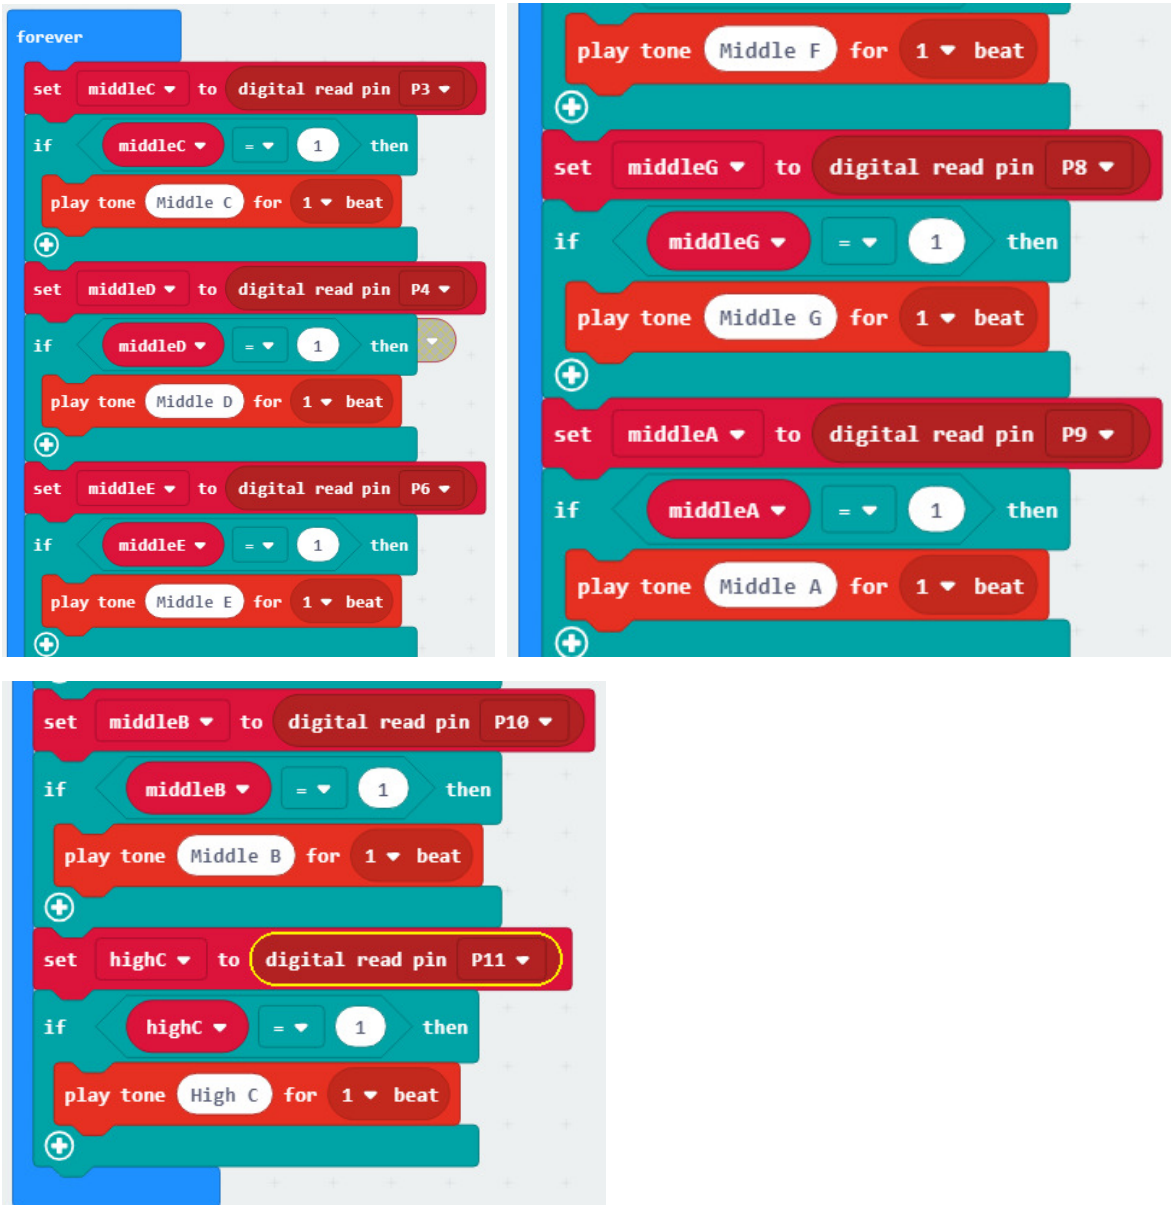 forever
set middleC to digital read pin P3
if middleC = 1 then
play tone Middle C for 1 beat
set middleD to digital read pin P4
if middleD = 1 then
play tone Middle D for 1 beat
set middleE to digital read pin P6
if middleE = 1 then
play tone Middle E for 1 beat
play tone Middle F for 1 beat
set middleG to digital read pin P8
if middleG = 1 then
play tone Middle G for 1 beat
set middleA to digital read pin P9
if middleA = 1 then
play tone Middle A for 1 beat
set middleB to digital read pin P10
if middleB = 1 then
play tone Middle B for 1 beat
set highC to digital read pin P11
if highC = 1 then
play tone High C for 1 beat